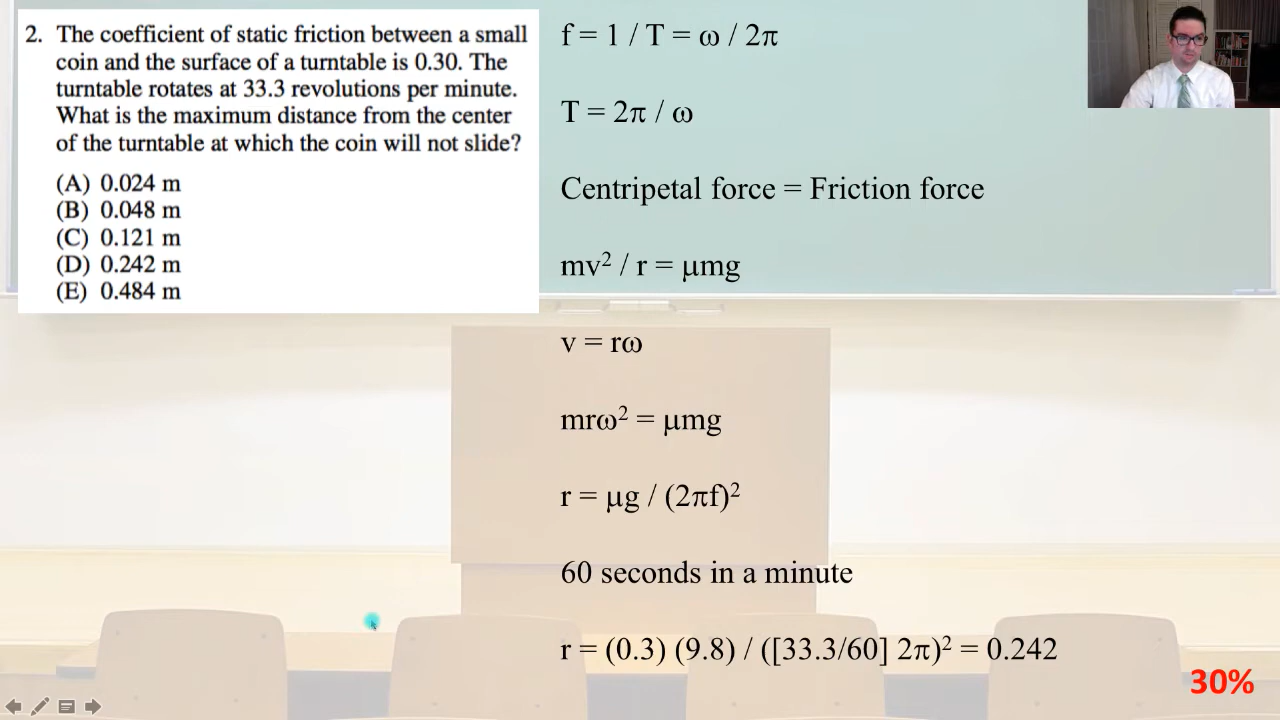 2. The coefficient of static friction between a small
coin and the surface of a turntable is 0.30. The
turntable rotates at 33.3 revolutions per minute.
What is the maximum distance from the center
of the turntable at which the coin will not slide?
(A) 0.024 m
(B) 0.048 m
(C) 0.121 m
(D) 0.242 m
(E) 0.484 m
f = 1 / T = ω / 2π
T = 2π / ω
Centripetal force = Friction force
mv² / r = μmg
v = rω
mrω² = μmg
r = μg / (2πf)²
60 seconds in a minute
r = (0.3) (9.8) / ([33.3/60] 2π)² = 0.242
30%